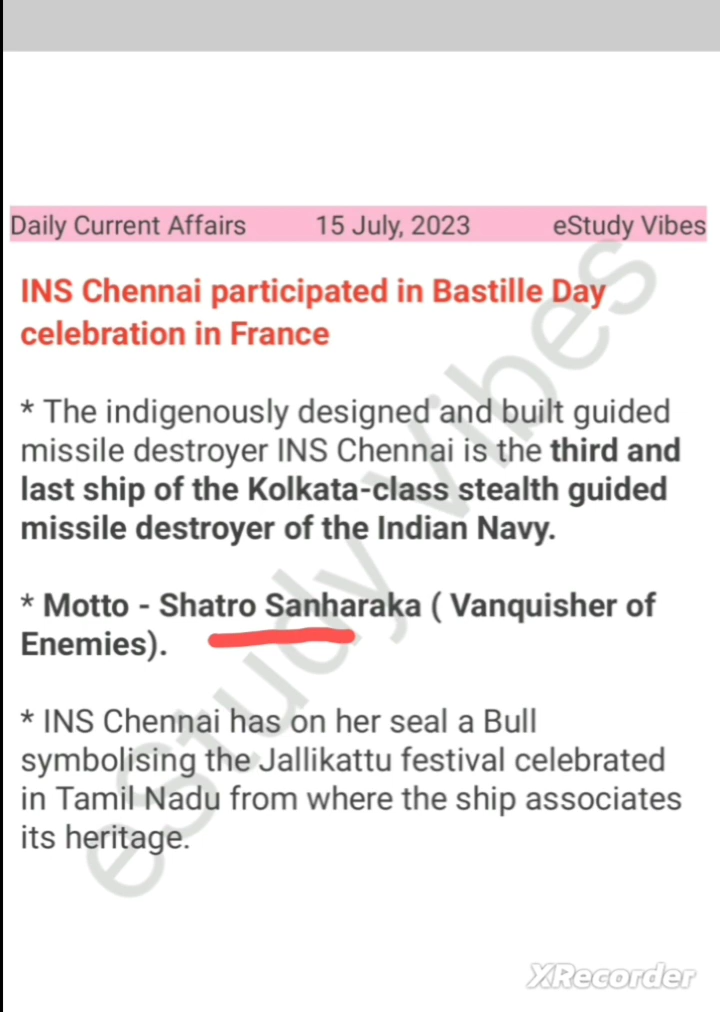 Daily Current Affairs 15 July, 2023 eStudy Vibes
INS Chennai participated in Bastille Day
celebration in France
* The indigenously designed and built guided
missile destroyer INS Chennai is the third and
last ship of the Kolkata-class stealth guided
missile destroyer of the Indian Navy.
* Motto - Shatro Sanharaka ( Vanquisher of
Enemies).
* INS Chennai has on her seal a Bull
symbolising the Jallikattu festival celebrated
in Tamil Nadu from where the ship associates
its heritage.
eStudy Vibes
XRecorder